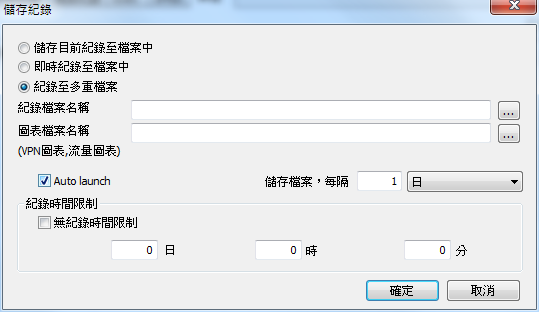 儲存紀錄
儲存目前紀錄至檔案中
即時紀錄至檔案中
紀錄至多重檔案
紀錄檔案名稱 ...
圖表檔案名稱 ...
(VPN圖表,流量圖表)
Auto launch 儲存檔案，每隔 1 日
紀錄時間限制
無紀錄時間限制
0 日 0 時 0 分
確定 取消